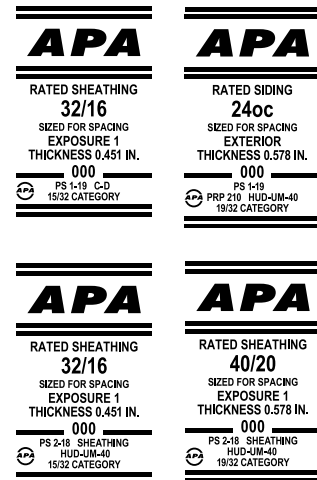 APA
RATED SHEATHING
32/16
SIZED FOR SPACING
EXPOSURE 1
THICKNESS 0.451 IN.
000
PS 1-19 C-D
APA
15/32 CATEGORY
APA
RATED SIDING
24oc
SIZED FOR SPACING
EXTERIOR
THICKNESS 0.578 IN.
000
PS 1-19
APA PRP 210 HUD-UM-40
19/32 CATEGORY
APA
RATED SHEATHING
32/16
SIZED FOR SPACING
EXPOSURE 1
THICKNESS 0.451 IN.
000
PS 2-18 SHEATHING
APA HUD-UM-40
15/32 CATEGORY
APA
RATED SHEATHING
40/20
SIZED FOR SPACING
EXPOSURE 1
THICKNESS 0.578 IN.
000
PS 2-18 SHEATHING
APA HUD-UM-40
19/32 CATEGORY